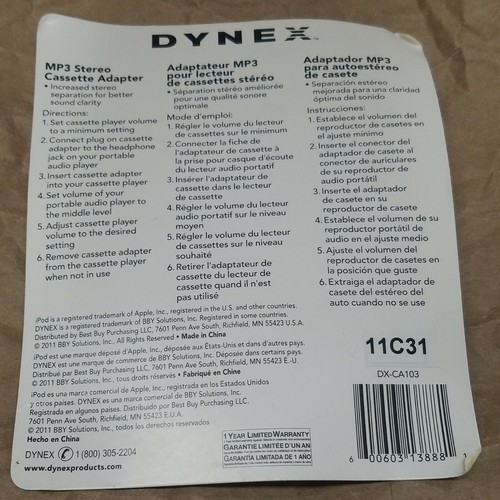 DYNEX™
MP3 Stereo
Cassette Adapter
• Increased stereo
separation for better
sound clarity
Directions:
1. Set cassette player volume
to a minimum setting
2. Connect plug on cassette
adapter to the headphone
jack on your portable
audio player
3. Insert cassette adapter
into your cassette player
4. Set volume of your
portable audio player to
the middle level
5. Adjust cassette player
volume to the desired
setting
6. Remove cassette adapter
from the cassette player
when not in use
Adaptateur MP3
pour lecteur
de cassettes stéréo
• Séparation stéréo améliorée
pour une qualité sonore
optimale
Mode d'emploi:
1. Régler le volume du lecteur
de cassettes sur le minimum
2. Connecter la fiche de
l'adaptateur de cassette à
la prise pour casque d'écoute
du lecteur audio portatif
3. Insérer l'adaptateur de
cassette dans le lecteur
de cassette
4. Régler le volume du lecteur
audio portatif sur le niveau
moyen
5. Régler le volume du lecteur
de cassettes sur le niveau
souhaité
6. Retirer l'adaptateur de
cassette du lecteur de
cassette quand il n'est
pas utilisé
Adaptador MP3
para autoestéreo
de casete
• Separación estéreo
mejorada para una claridad
óptima del sonido
Instrucciones:
1. Establece el volumen del
reproductor de casetes en
el ajuste mínimo
2. Inserte el conector del
adaptador de casete al
conector de auriculares
de su reproductor de
audio portátil
3. Inserte el adaptador
de casete en su
reproductor de casete
4. Establece el volumen de su
reproductor portátil de
audio en el ajuste medio
5. Ajuste el volumen del
reproductor de casetes en
la posición que guste
6. Extraiga el adaptador de
casete del estéreo del
auto cuando no se use
iPod is a registered trademark of Apple, Inc., registered in the U.S. and other countries.
DYNEX is a registered trademark of BBY Solutions, Inc. Registered in some countries.
Distributed by Best Buy Purchasing LLC, 7601 Penn Ave South, Richfield, MN 55423 U.S.A.
© 2011 BBY Solutions, Inc., All Rights Reserved • Made in China
iPod est une marque déposé d'Apple, Inc., déposée aux États-Unis et dans d'autres pays.
DYNEX est une marque de commerce de BBY Solutions, Inc. Déposée dans certains pays.
Distribué par Best Buy Purchasing LLC, 7601 Penn Ave South, Richfield, MN 55423 É.-U.
© 2011 BBY Solutions, Inc., tous droits réserves • Fabriqué en Chine
iPod es una marca comercial de Apple, Inc., registrada en los Estados Unidos
y otros paises. DYNEX es una marca comercial de BBY Solutions, Inc.
Registrada en algunos paises. Distribuido por Best Buy Purchasing LLC,
7601 Penn Ave South, Richfield, MN 55423 E.U.A.
© 2011 BBY Solutions, Inc., todos los derechos reservados
Hecho en China
DYNEX 1 (800) 305-2204
www.dynexproducts.com
1 YEAR LIMITED WARRANTY
GARANTIE LIMITÉE D'UN AN
GARANTÍA LIMITADA DE 1 AÑO
11C31
DX-CA103
6 00603 13888 1